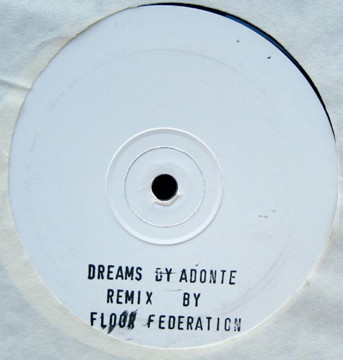 DREAMS BY ADONTE
REMIX BY
FLOOR FEDERATION